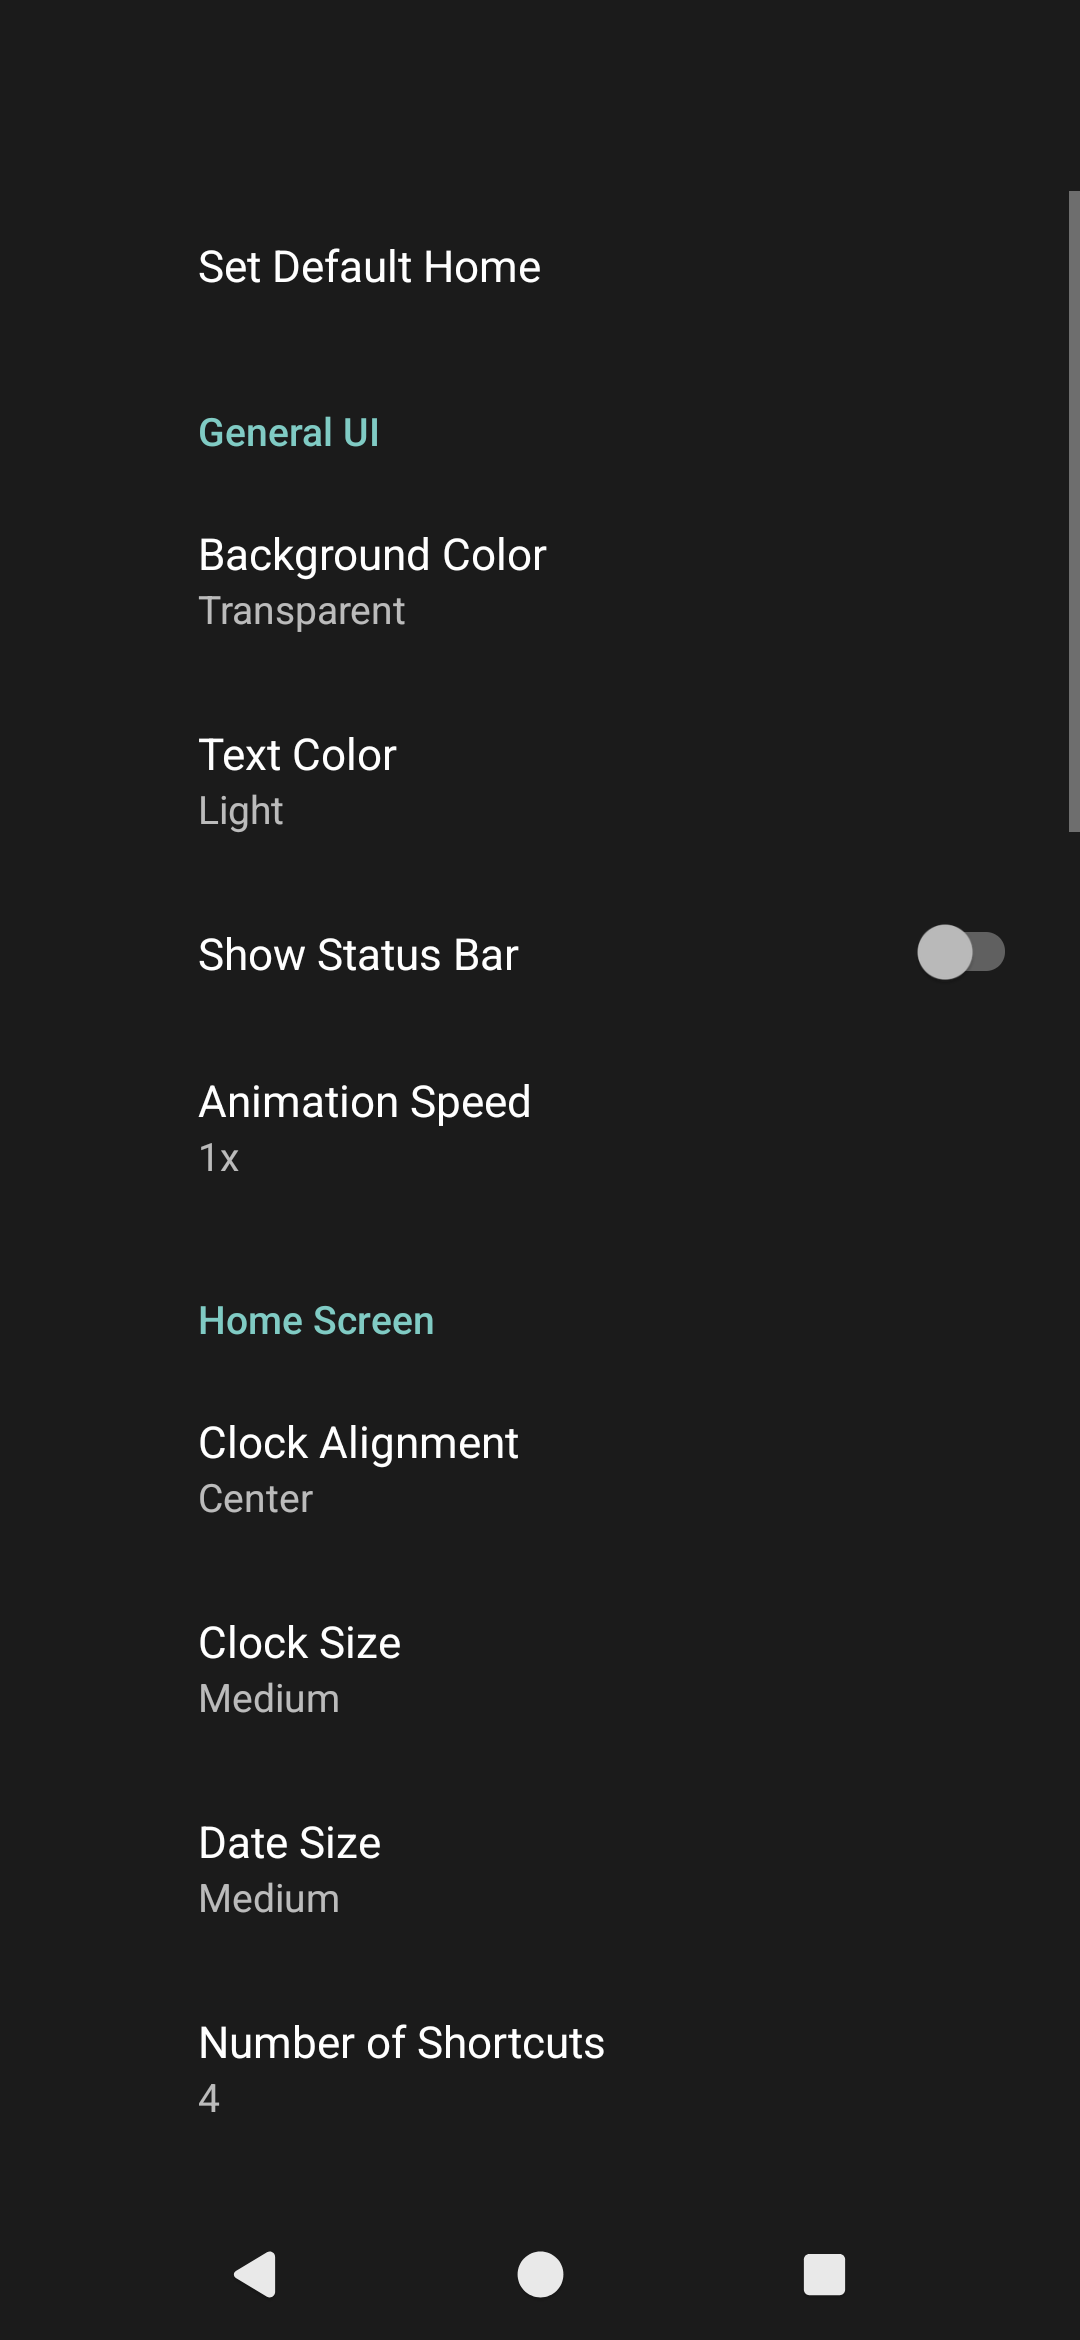 Set Default Home
General UI
Background Color
Transparent
Text Color
Light
Show Status Bar
Animation Speed
1x
Home Screen
Clock Alignment
Center
Clock Size
Medium
Date Size
Medium
Number of Shortcuts
4